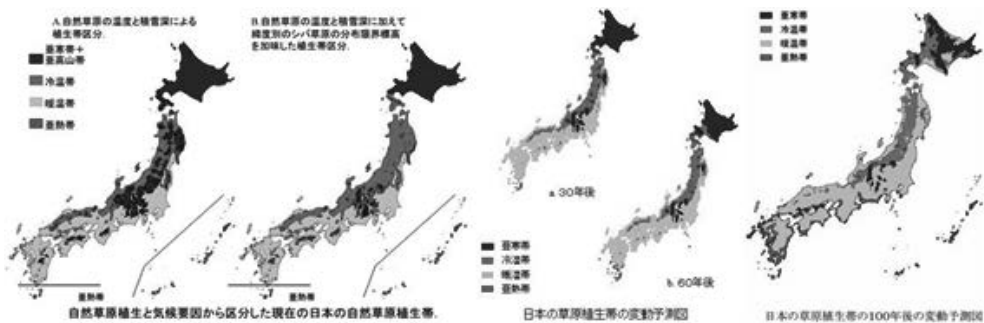 A.自然草原の温度と積雪深による
植生帯区分.
亜寒帯+
亜高山帯
冷温帯
暖温帯
亜熱帯
亜熱帯
B.自然草原の温度と積雪深に加えて
緯度別のシバ草原の分布限界標高
を加味した植生帯区分.
亜熱帯
自然草原植生と気候要因から区分した現在の日本の自然草原植生帯.
a.30年後
亜寒帯
冷温帯
暖温帯
亜熱帯
b.60年後
日本の草原植生帯の変動予測図
亜寒帯
冷温帯
暖温帯
亜熱帯
日本の草原植生帯の100年後の変動予測図